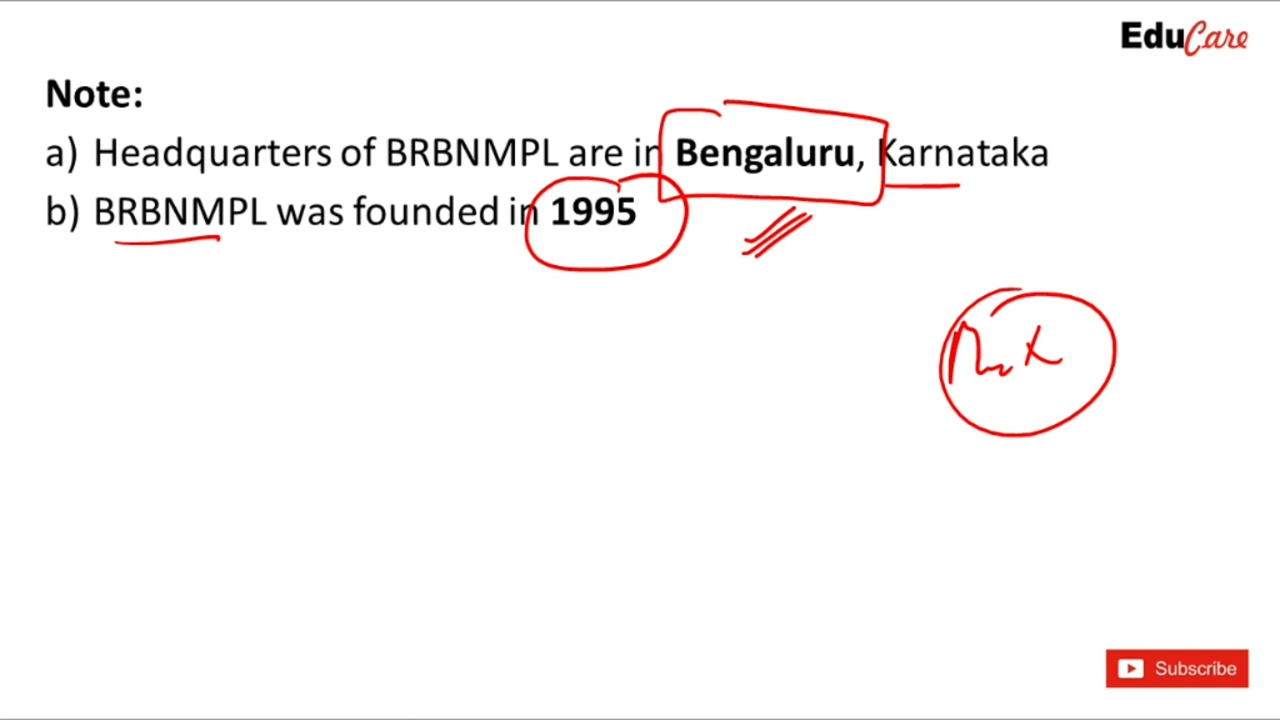 EduCare
Note:
a) Headquarters of BRBNMPL are in Bengaluru, Karnataka
b) BRBNMPL was founded in 1995
Subscribe